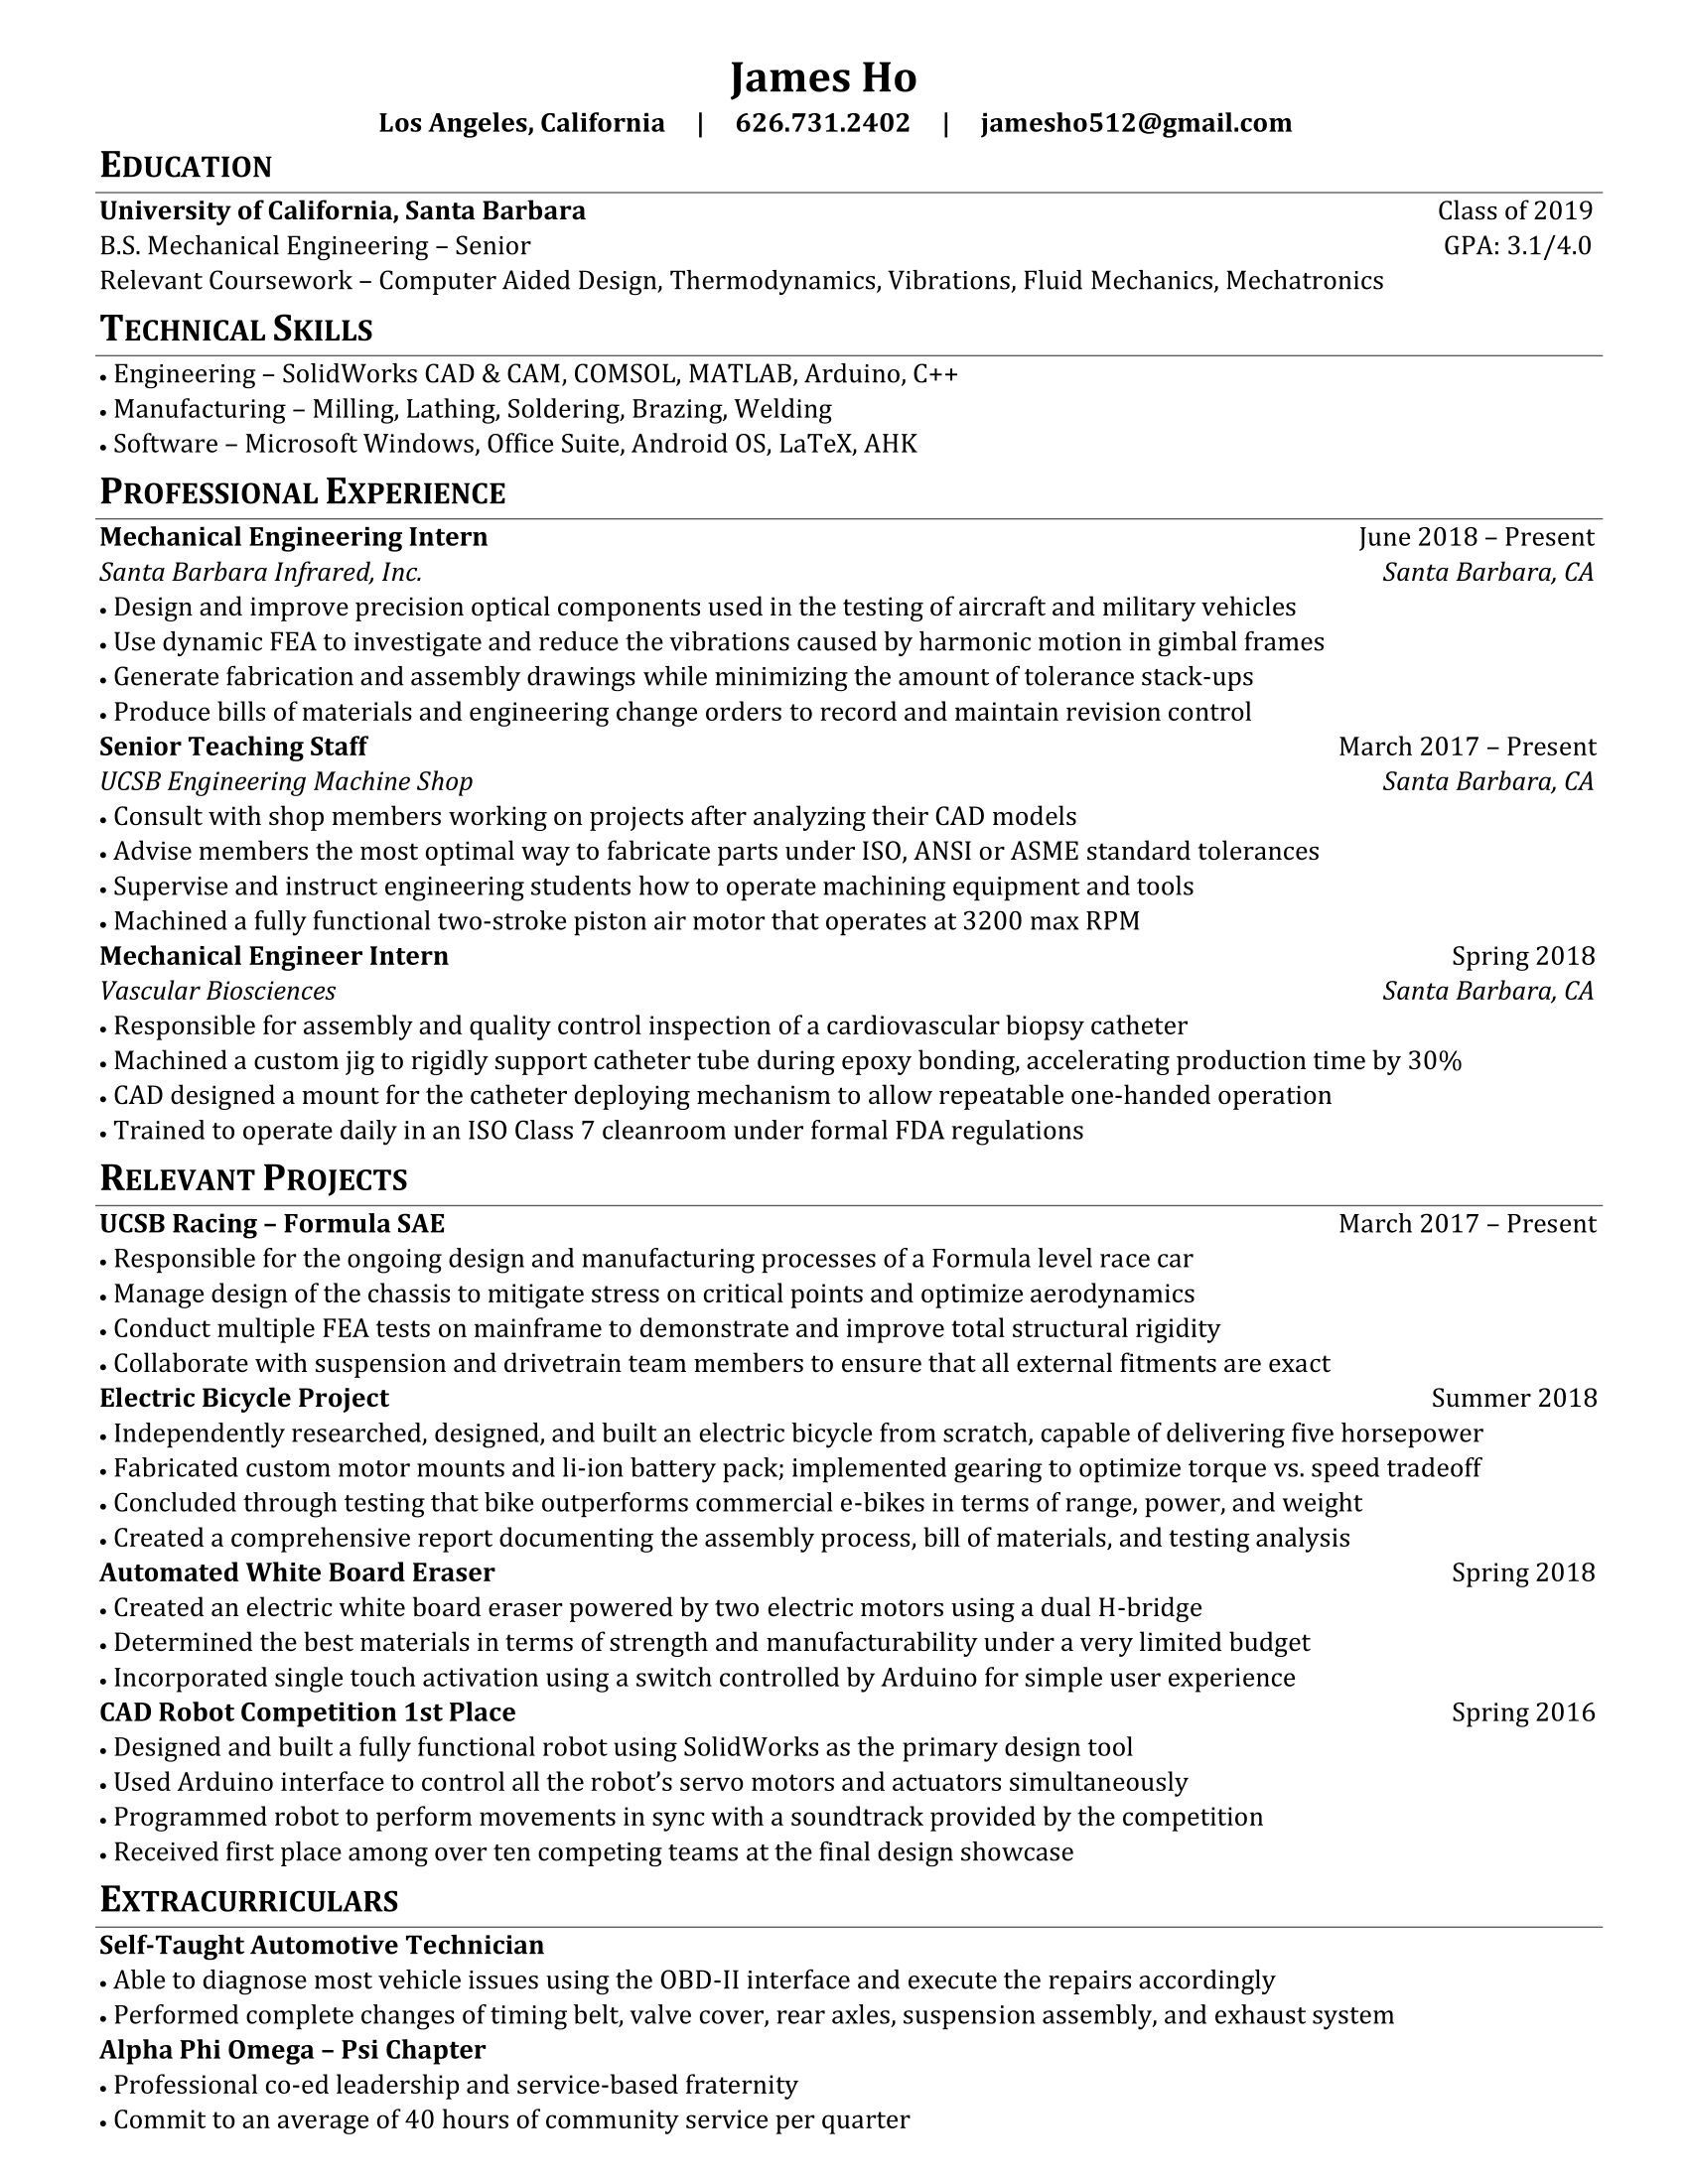 James Ho
Los Angeles, California | 626.731.2402 | jamesho512@gmail.com
EDUCATION
University of California, Santa Barbara Class of 2019
B.S. Mechanical Engineering – Senior GPA: 3.1/4.0
Relevant Coursework – Computer Aided Design, Thermodynamics, Vibrations, Fluid Mechanics, Mechatronics
TECHNICAL SKILLS
• Engineering – SolidWorks CAD & CAM, COMSOL, MATLAB, Arduino, C++
• Manufacturing – Milling, Lathing, Soldering, Brazing, Welding
• Software – Microsoft Windows, Office Suite, Android OS, LaTeX, AHK
PROFESSIONAL EXPERIENCE
Mechanical Engineering Intern June 2018 – Present
Santa Barbara Infrared, Inc. Santa Barbara, CA
• Design and improve precision optical components used in the testing of aircraft and military vehicles
• Use dynamic FEA to investigate and reduce the vibrations caused by harmonic motion in gimbal frames
• Generate fabrication and assembly drawings while minimizing the amount of tolerance stack-ups
• Produce bills of materials and engineering change orders to record and maintain revision control
Senior Teaching Staff March 2017 – Present
UCSB Engineering Machine Shop Santa Barbara, CA
• Consult with shop members working on projects after analyzing their CAD models
• Advise members the most optimal way to fabricate parts under ISO, ANSI or ASME standard tolerances
• Supervise and instruct engineering students how to operate machining equipment and tools
• Machined a fully functional two-stroke piston air motor that operates at 3200 max RPM
Mechanical Engineer Intern Spring 2018
Vascular Biosciences Santa Barbara, CA
• Responsible for assembly and quality control inspection of a cardiovascular biopsy catheter
• Machined a custom jig to rigidly support catheter tube during epoxy bonding, accelerating production time by 30%
• CAD designed a mount for the catheter deploying mechanism to allow repeatable one-handed operation
• Trained to operate daily in an ISO Class 7 cleanroom under formal FDA regulations
RELEVANT PROJECTS
UCSB Racing – Formula SAE March 2017 – Present
• Responsible for the ongoing design and manufacturing processes of a Formula level race car
• Manage design of the chassis to mitigate stress on critical points and optimize aerodynamics
• Conduct multiple FEA tests on mainframe to demonstrate and improve total structural rigidity
• Collaborate with suspension and drivetrain team members to ensure that all external fitments are exact
Electric Bicycle Project Summer 2018
• Independently researched, designed, and built an electric bicycle from scratch, capable of delivering five horsepower
• Fabricated custom motor mounts and li-ion battery pack; implemented gearing to optimize torque vs. speed tradeoff
• Concluded through testing that bike outperforms commercial e-bikes in terms of range, power, and weight
• Created a comprehensive report documenting the assembly process, bill of materials, and testing analysis
Automated White Board Eraser Spring 2018
• Created an electric white board eraser powered by two electric motors using a dual H-bridge
• Determined the best materials in terms of strength and manufacturability under a very limited budget
• Incorporated single touch activation using a switch controlled by Arduino for simple user experience
CAD Robot Competition 1st Place Spring 2016
• Designed and built a fully functional robot using SolidWorks as the primary design tool
• Used Arduino interface to control all the robot’s servo motors and actuators simultaneously
• Programmed robot to perform movements in sync with a soundtrack provided by the competition
• Received first place among over ten competing teams at the final design showcase
EXTRACURRICULARS
Self-Taught Automotive Technician
• Able to diagnose most vehicle issues using the OBD-II interface and execute the repairs accordingly
• Performed complete changes of timing belt, valve cover, rear axles, suspension assembly, and exhaust system
Alpha Phi Omega – Psi Chapter
• Professional co-ed leadership and service-based fraternity
• Commit to an average of 40 hours of community service per quarter